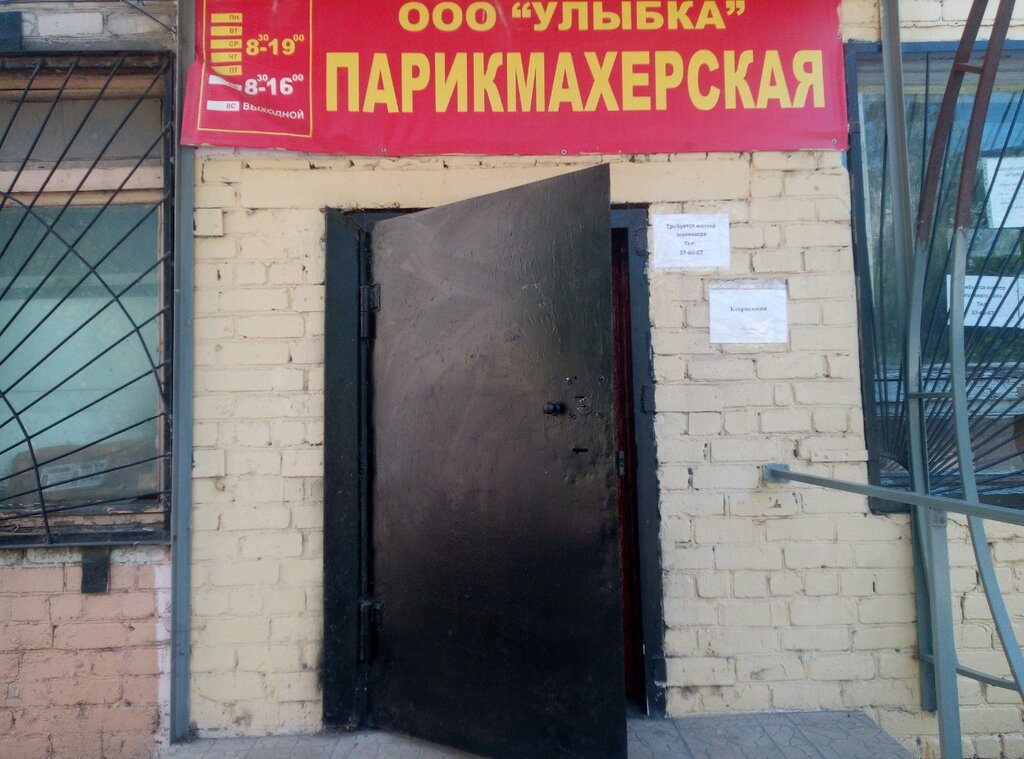 ООО “УЛЫБКА”
ПАРИКМАХЕРСКАЯ
ПН
ВТ
СР
ЧТ
ПТ
8³⁰-19⁰⁰
8³⁰-16⁰⁰
ВС ВЫХОДНОЙ
Требуется мастер
маникюра
Тел:
37-60-67
Ксерокопия